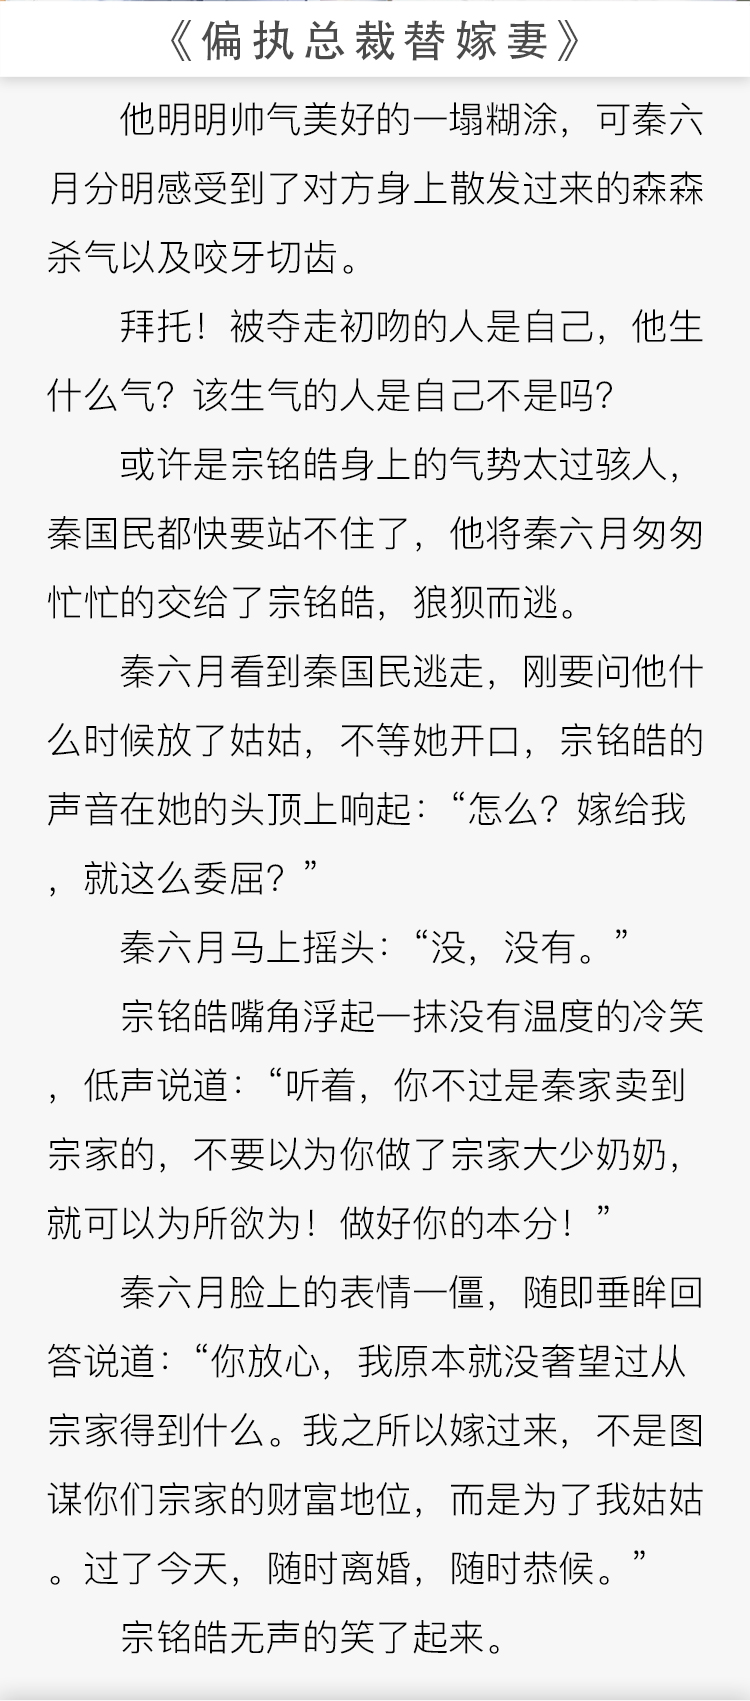 《偏执总裁替嫁妻》
他明明帅气美好的一塌糊涂，可秦六
月分明感受到了对方身上散发过来的森森
杀气以及咬牙切齿。
拜托！被夺走初吻的人是自己，他生
什么气？该生气的人是自己不是吗？
或许是宗铭皓身上的气势太过骇人，
秦国民都快要站不住了，他将秦六月匆匆
忙忙的交给了宗铭皓，狼狈而逃。
秦六月看到秦国民逃走，刚要问他什
么时候放了姑姑，不等她开口，宗铭皓的
声音在她的头顶上响起：“怎么？嫁给我
，就这么委屈？”
秦六月马上摇头：“没，没有。”
宗铭皓嘴角浮起一抹没有温度的冷笑
，低声说道：“听着，你不过是秦家卖到
宗家的，不要以为你做了宗家大少奶奶，
就可以为所欲为！做好你的本分！”
秦六月脸上的表情一僵，随即垂眸回
答说道：“你放心，我原本就没奢望过从
宗家得到什么。我之所以嫁过来，不是图
谋你们宗家的财富地位，而是为了我姑姑
。过了今天，随时离婚，随时恭候。”
宗铭皓无声的笑了起来。